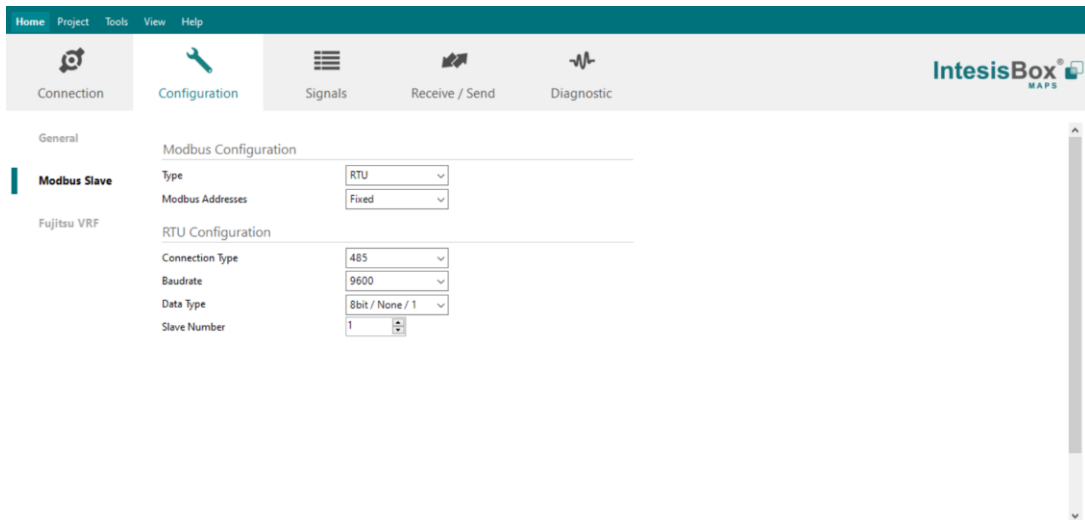 Home Project Tools View Help
Connection Configuration Signals Receive / Send Diagnostic
IntesisBox®
MAPS
General
Modbus Slave
Fujitsu VRF
Modbus Configuration
Type RTU
Modbus Addresses Fixed
RTU Configuration
Connection Type 485
Baudrate 9600
Data Type 8bit / None / 1
Slave Number 1